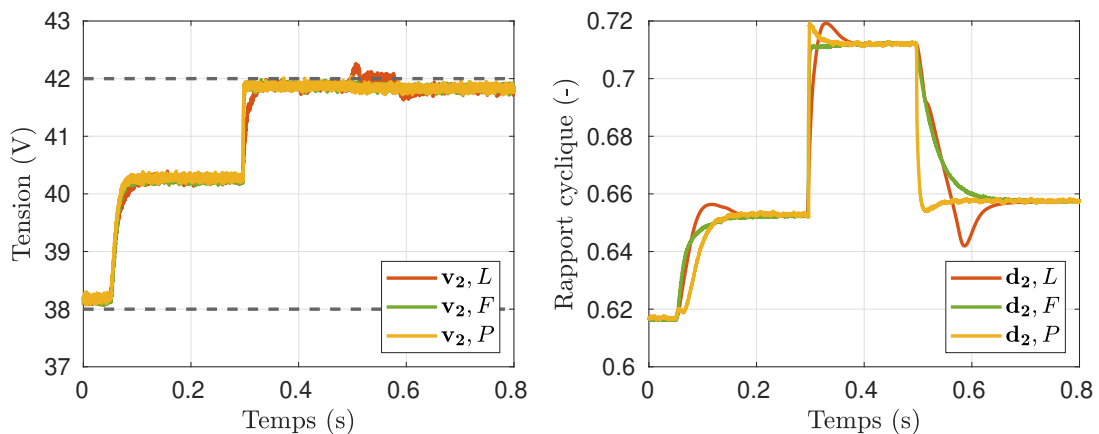 Tension (V)
43
42
41
40
39
38
37
0
0.2
0.4
0.6
0.8
Temps (s)
v₂, L
v₂, F
v₂, P
Rapport cyclique (-)
0.72
0.7
0.68
0.66
0.64
0.62
0.6
0
0.2
0.4
0.6
0.8
Temps (s)
d₂, L
d₂, F
d₂, P